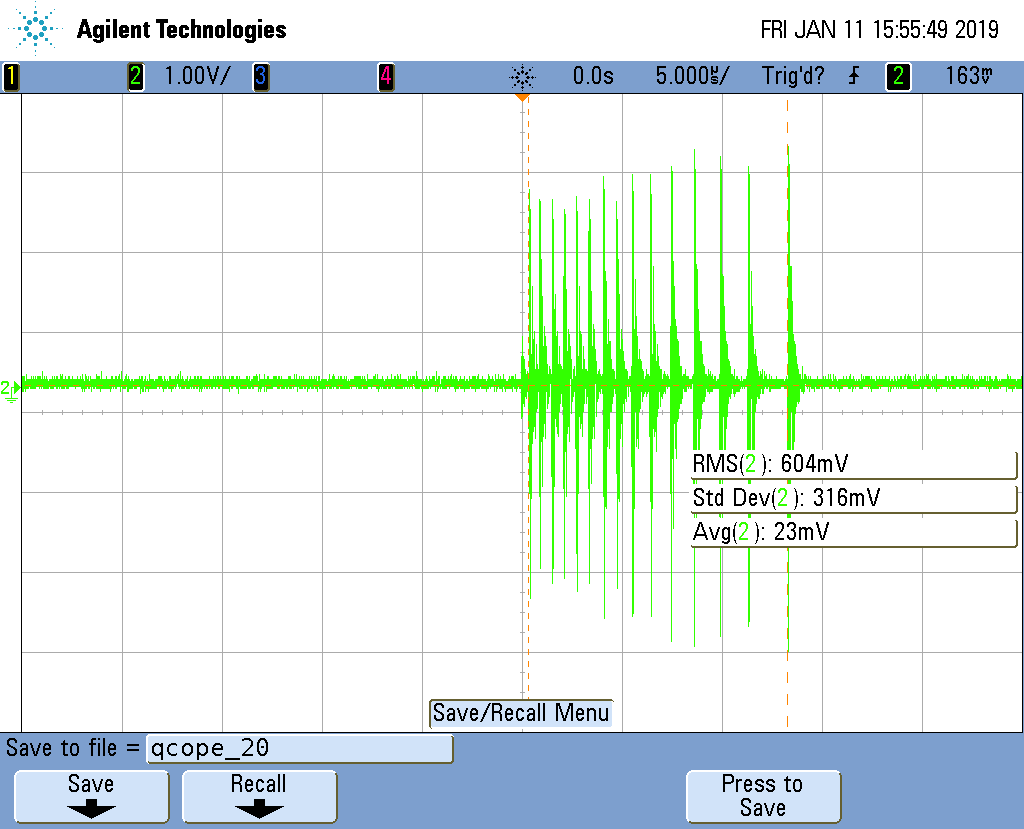 Agilent Technologies FRI JAN 11 15:55:49 2019
1 2 1.00V/ 3 4 0.0s 5.000µs/ Trig'd? 2 163mV
2
RMS(2): 604mV
Std Dev(2): 316mV
Avg(2): 23mV
Save/Recall Menu
Save to file = qcope_20
Save Recall Press to
Save